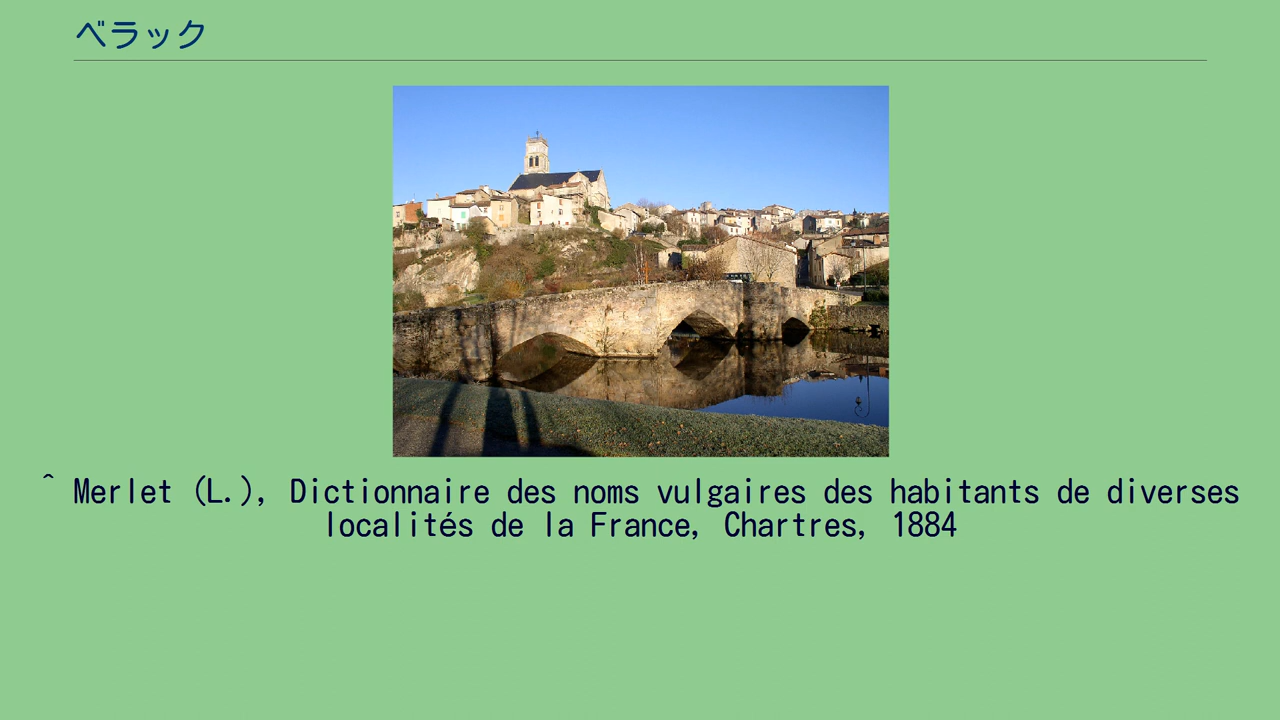 ベラック
^ Merlet (L.), Dictionnaire des noms vulgaires des habitants de diverses
localités de la France, Chartres, 1884